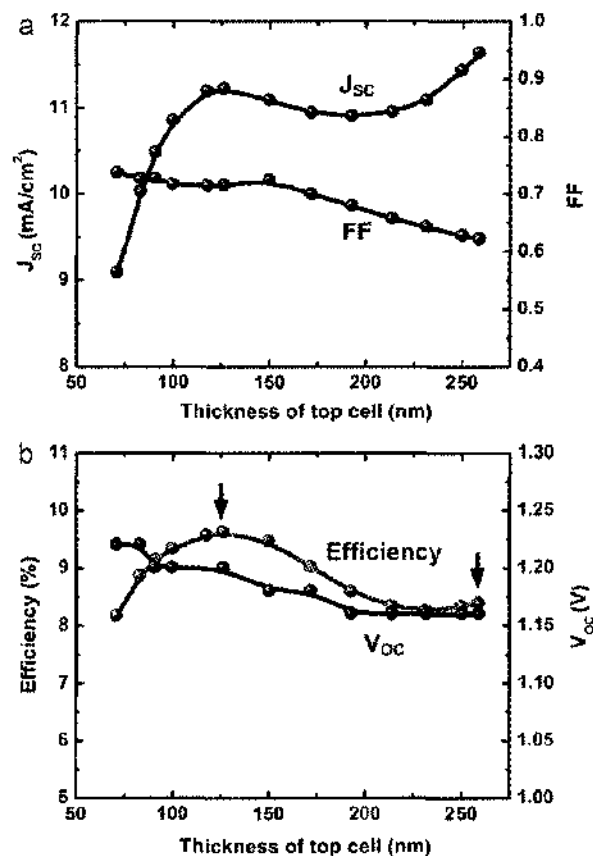 a
12
11
10
9
8
J_SC (mA/cm²)
J_SC
FF
1.0
0.9
0.8
0.7
0.6
0.5
0.4
FF
50 100 150 200 250
Thickness of top cell (nm)
b
11
10
9
8
7
6
5
Efficiency (%)
Efficiency
V_OC
1.30
1.25
1.20
1.15
1.10
1.05
1.00
V_OC (V)
50 100 150 200 250
Thickness of top cell (nm)